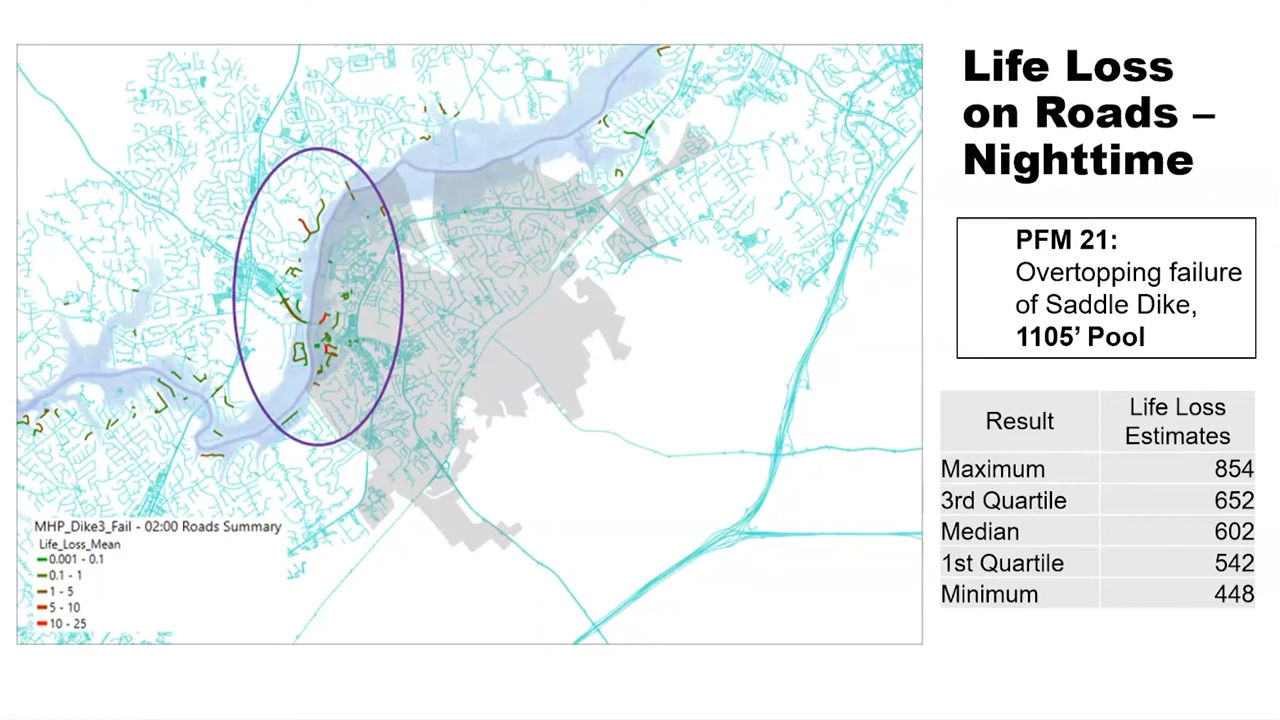 Life Loss
on Roads –
Nighttime
PFM 21:
Overtopping failure
of Saddle Dike,
1105’ Pool
Result Life Loss Estimates
Maximum 854
3rd Quartile 652
Median 602
1st Quartile 542
Minimum 448
MHP_Dike3_Fail - 02:00 Roads Summary
Life_Loss_Mean
0.001 - 0.1
0.1 - 1
1 - 5
5 - 10
10 - 25